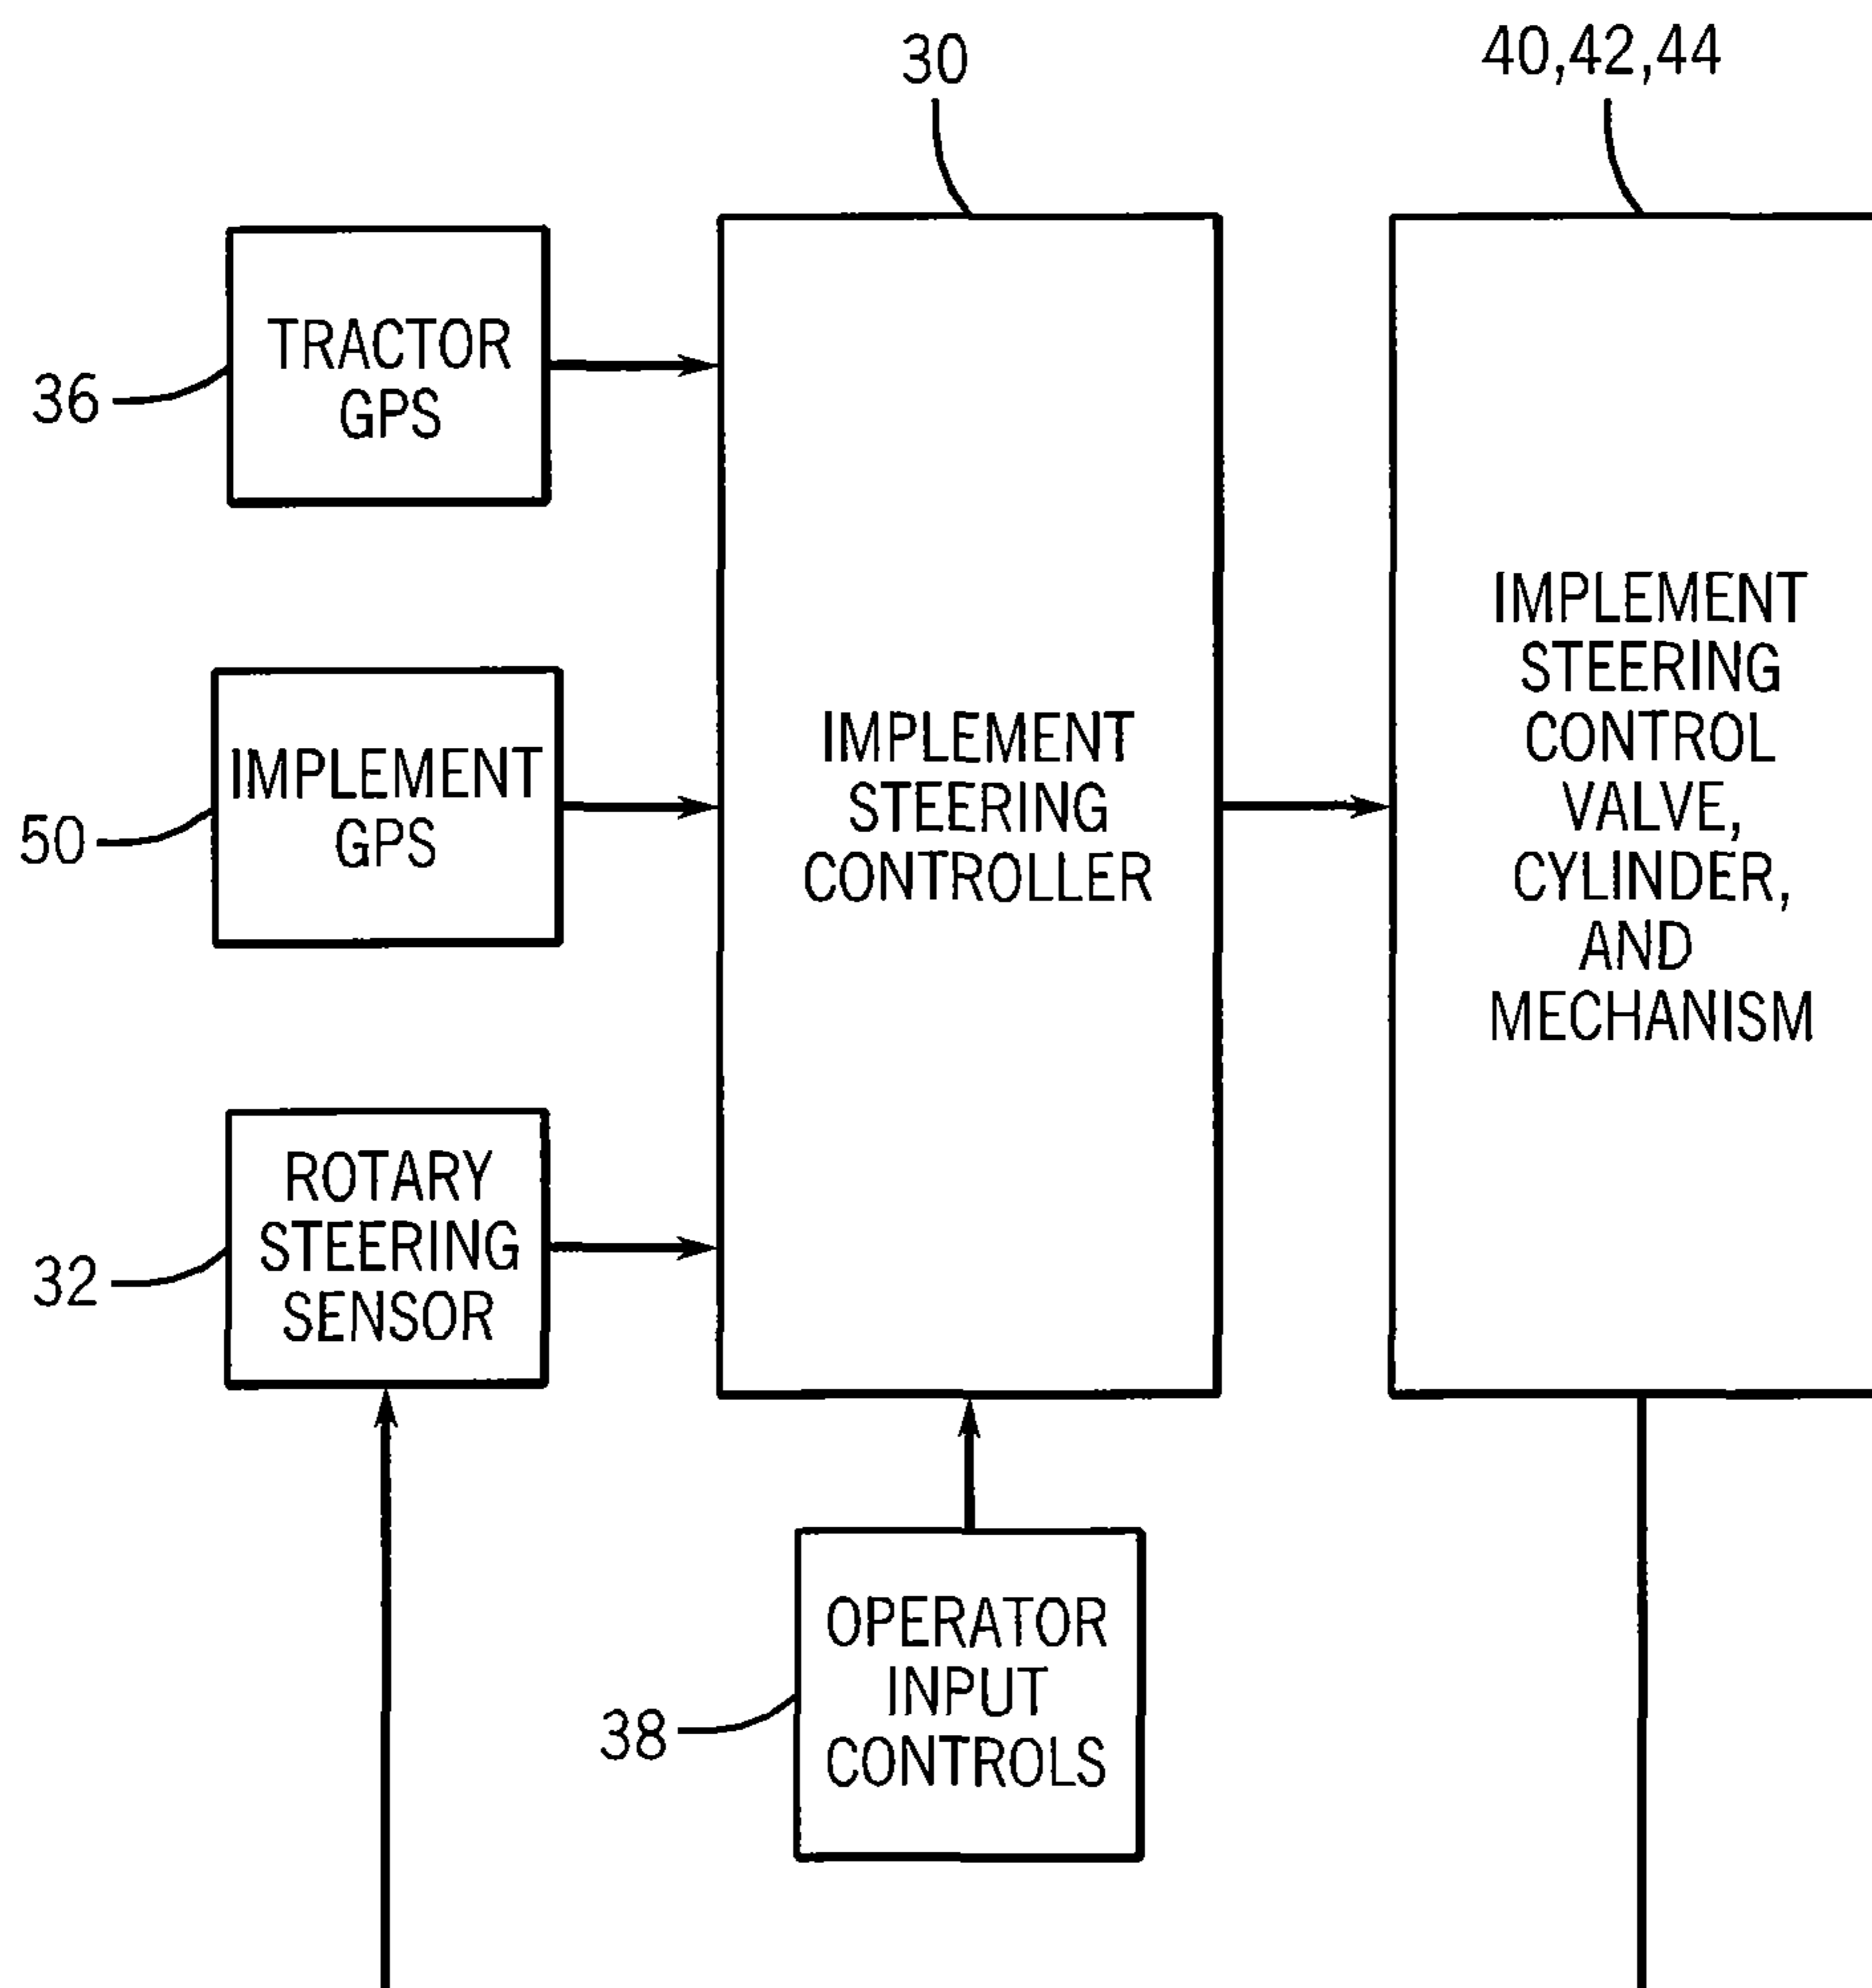 30
40,42,44
TRACTOR
GPS
36
IMPLEMENT
GPS
50
ROTARY
STEERING
SENSOR
32
IMPLEMENT
STEERING
CONTROLLER
IMPLEMENT
STEERING
CONTROL
VALVE,
CYLINDER,
AND
MECHANISM
OPERATOR
INPUT
CONTROLS
38